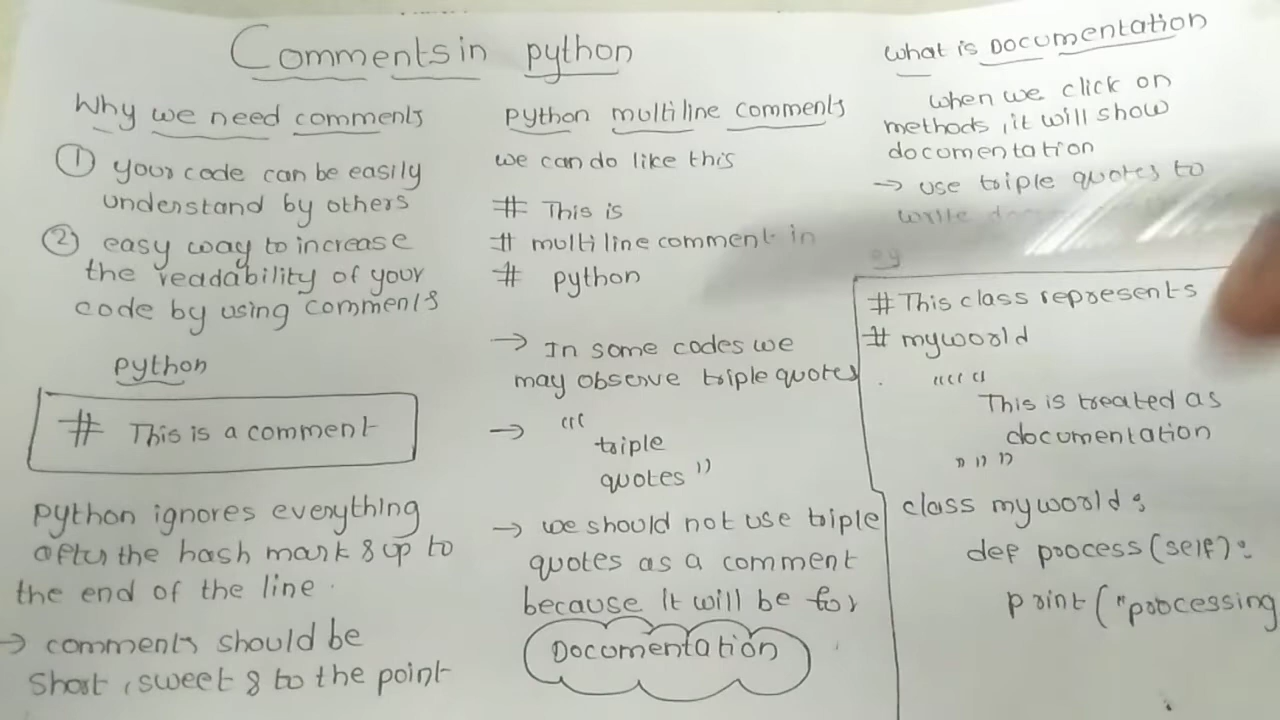 Comments in python
Why we need comments
① your code can be easily
understand by others
② easy way to increase
the readability of your
code by using comments
python
# This is a comment
python ignores everything
after the hash mark & up to
the end of the line.
→ comments should be
Short, sweet & to the point
python multiline comments
we can do like this
# This is
# multiline comment in
# python
→ In some codes we
may observe triple quotes.
→ "'
triple
quotes "
→ we should not use triple
quotes as a comment
because it will be for
Documentation
what is Documentation
when we click on
methods, it will show
documentation
→ use triple quotes to
write
eg
# This class represents
# myworld
"""
This is treated as
documentation
"""
class myworld:
def process(self):
print("processing